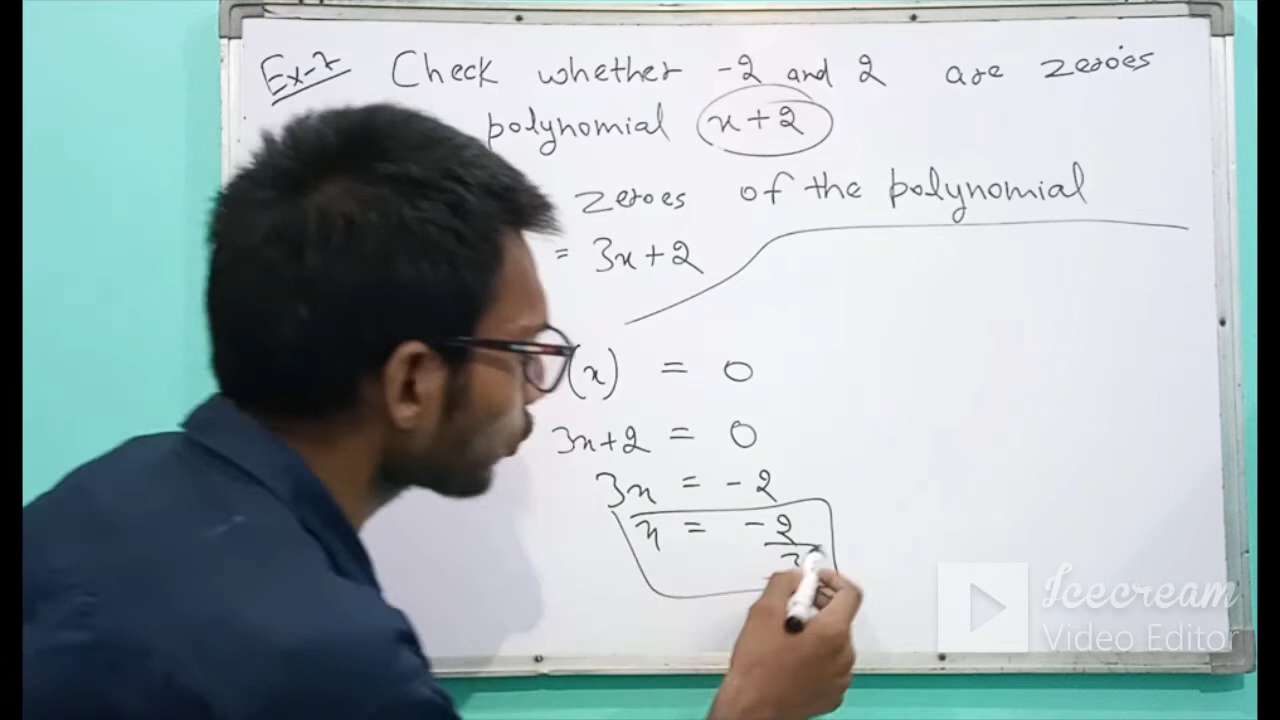 Ex-2 Check whether -2 and 2 are zeroes
polynomial x+2
zeroes of the polynomial
= 3x+2
(x) = 0
3x+2 = 0
3x = -2
x = -2/3
Icecream
Video Editor